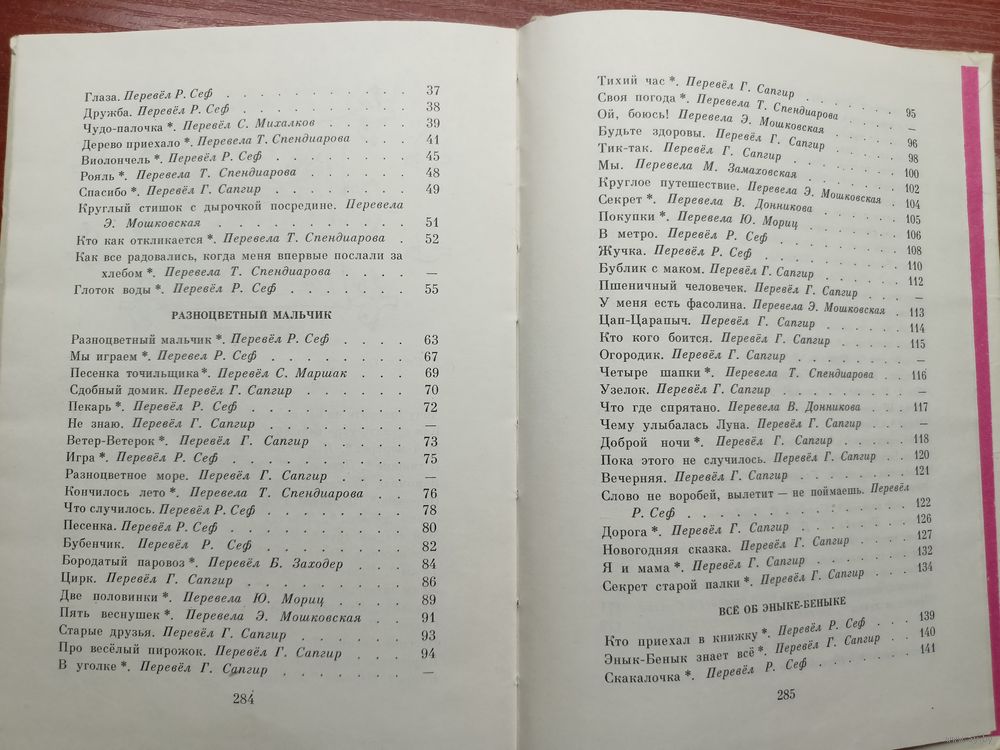 Глаза. Перевёл Р. Сеф . . . . . . . . . . . 37
Дружба. Перевёл Р. Сеф . . . . . . . . . . 38
Чудо-палочка *. Перевёл С. Михалков . . . . . 39
Дерево приехало *. Перевела Т. Спендиарова . . . 41
Виолончель *. Перевёл Р. Сеф . . . . . . . . 45
Рояль *. Перевела Т. Спендиарова . . . . . . 48
Спасибо *. Перевёл Г. Сапгир . . . . . . . . 49
Круглый стишок с дырочкой посредине. Перевела
Э. Мошковская . . . . . . . . . . . 51
Кто как откликается *. Перевела Т. Спендиарова . 52
Как все радовались, когда меня впервые послали за
хлебом *. Перевела Т. Спендиарова . . . . —
Глоток воды *. Перевёл Р. Сеф . . . . . . . 55
РАЗНОЦВЕТНЫЙ МАЛЬЧИК
Разноцветный мальчик *. Перевёл Р. Сеф . . . . 63
Мы играем *. Перевел Р. Сеф . . . . . . . . 67
Песенка точильщика *. Перевёл С. Маршак . . . 69
Сдобный домик. Перевёл Г. Сапгир . . . . . . 70
Пекарь *. Перевёл Р. Сеф . . . . . . . . . 72
Не знаю. Перевёл Г. Сапгир . . . . . . . . —
Ветер-Ветерок *. Перевёл Г. Сапгир . . . . . 73
Игра *. Перевёл Р. Сеф . . . . . . . . . . 75
Разноцветное море. Перевёл Г. Сапгир . . . . —
Кончилось лето *. Перевела Т. Спендиарова . . 76
Что случилось. Перевёл Р. Сеф . . . . . . . . 78
Песенка. Перевёл Р. Сеф . . . . . . . . . . 80
Бубенчик. Перевёл Р. Сеф . . . . . . . . . 82
Бородатый паровоз *. Перевёл Б. Заходер . . . 84
Цирк. Перевёл Г. Сапгир . . . . . . . . . . 86
Две половинки *. Перевела Ю. Мориц . . . . . 89
Пять веснушек *. Перевела Э. Мошковская . . . 91
Старые друзья. Перевёл Г. Сапгир . . . . . . 93
Про весёлый пирожок. Перевёл Г. Сапгир . . . 94
В уголке *. Перевёл Г. Сапгир . . . . . . . —
284
Тихий час *. Перевёл Г. Сапгир . . . . . . . 95
Своя погода *. Перевела Т. Спендиарова . . . . —
Ой, боюсь! Перевела Э. Мошковская . . . . . 96
Будьте здоровы. Перевёл Г. Сапгир . . . . . 98
Тик-так. Перевёл Г. Сапгир . . . . . . . . 100
Мы. Перевела М. Замаховская . . . . . . . 102
Круглое путешествие. Перевела Э. Мошковская . 104
Секрет *. Перевела В. Донникова . . . . . . 105
Покупки *. Перевела Ю. Мориц . . . . . . . 106
В метро. Перевёл Р. Сеф . . . . . . . . . 108
Жучка. Перевёл Р. Сеф . . . . . . . . . . 110
Бублик с маком. Перевёл Г. Сапгир . . . . . 112
Пшеничный человечек. Перевёл Г. Сапгир . . . —
У меня есть фасолина. Перевела Э. Мошковская . 113
Цап-Царапыч. Перевёл Г. Сапгир . . . . . . 114
Кто кого боится. Перевёл Г. Сапгир . . . . . 115
Огородик. Перевёл Г. Сапгир . . . . . . . . —
Четыре шапки *. Перевела Т. Спендиарова . . 116
Узелок. Перевёл Г. Сапгир . . . . . . . . . —
Что где спрятано. Перевела В. Донникова . . . 117
Чему улыбалась Луна. Перевёл Г. Сапгир . . . —
Доброй ночи *. Перевёл Г. Сапгир . . . . . 118
Пока этого не случилось. Перевёл Г. Сапгир . . 120
Вечерняя. Перевёл Г. Сапгир . . . . . . . 121
Слово не воробей, вылетит — не поймаешь. Перевёл
Р. Сеф . . . . . . . . . . . . . . 122
Дорога *. Перевёл Г. Сапгир . . . . . . . 126
Новогодняя сказка. Перевёл Г. Сапгир . . . . 127
Я и мама *. Перевёл Г. Сапгир . . . . . . 132
Секрет старой палки *. Перевёл Г. Сапгир . . . 134
ВСЁ ОБ ЭНЫКЕ-БЕНЫКЕ
Кто приехал в книжку *. Перевёл Р. Сеф . . . 139
Энык-Бенык знает всё *. Перевёл Г. Сапгир . . 140
Скакалочка *. Перевёл Р. Сеф . . . . . . . 141
285